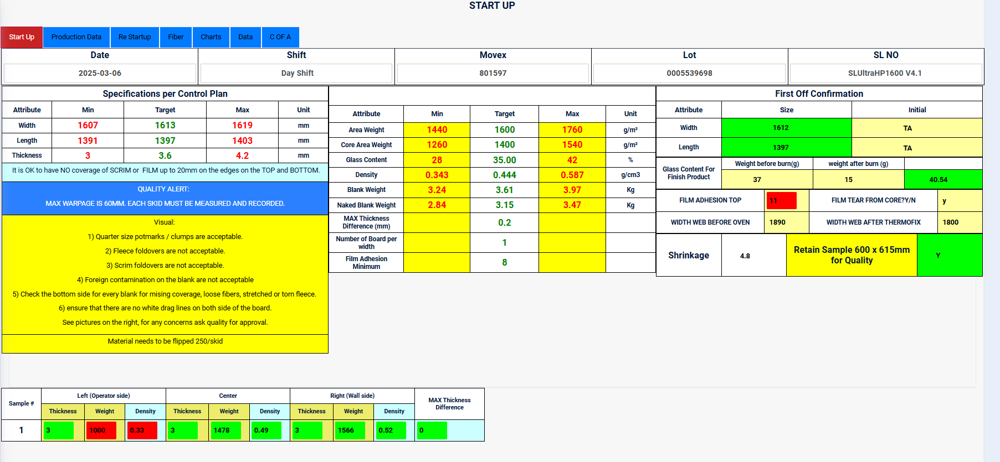 START UP
Start Up Production Data Re Startup Fiber Charts Data C OF A
Date Shift Movex Lot SL NO
2025-03-06 Day Shift 801597 0005539698 SLUltraHP1600 V4.1
Specifications per Control Plan
Attribute Min Target Max Unit
Width 1607 1613 1619 mm
Length 1391 1397 1403 mm
Thickness 3 3.6 4.2 mm
It is OK to have NO coverage of SCRIM or FILM up to 20mm on the edges on the TOP and BOTTOM.
QUALITY ALERT:
MAX WARPAGE IS 60MM. EACH SKID MUST BE MEASURED AND RECORDED.
Visual:
1) Quarter size potmarks / clumps are acceptable.
2) Fleece foldovers are not acceptable.
3) Scrim foldovers are not acceptable.
4) Foreign contamination on the blank are not acceptable
5) Check the bottom side for every blank for mising coverage, loose fibers, stretched or torn fleece.
6) ensure that there are no white drag lines on both side of the board.
See pictures on the right, for any concerns ask quality for approval.
Material needs to be flipped 250/skid
Attribute Min Target Max Unit
Area Weight 1440 1600 1760 g/m²
Core Area Weight 1260 1400 1540 g/m²
Glass Content 28 35.00 42 %
Density 0.343 0.444 0.587 g/cm3
Blank Weight 3.24 3.61 3.97 Kg
Naked Blank Weight 2.84 3.15 3.47 Kg
MAX Thickness
Difference (mm) 0.2
Number of Board per
width 1
Film Adhesion
Minimum 8
First Off Confirmation
Attribute Size Initial
Width 1612 TA
Length 1397 TA
Glass Content For
Finish Product
Weight before burn(g) weight after burn (g)
37 15 40.54
FILM ADHESION TOP 11 FILM TEAR FROM CORE?Y/N y
WIDTH WEB BEFORE OVEN 1890 WIDTH WEB AFTER THERMOFIX 1800
Shrinkage 4.8 Retain Sample 600 x 615mm
for Quality Y
Sample # Left (Operator side) Center Right (Wall side) MAX Thickness
Difference
Thickness Weight Density Thickness Weight Density Thickness Weight Density
1 3 1000 0.33 3 1478 0.49 3 1566 0.52 0